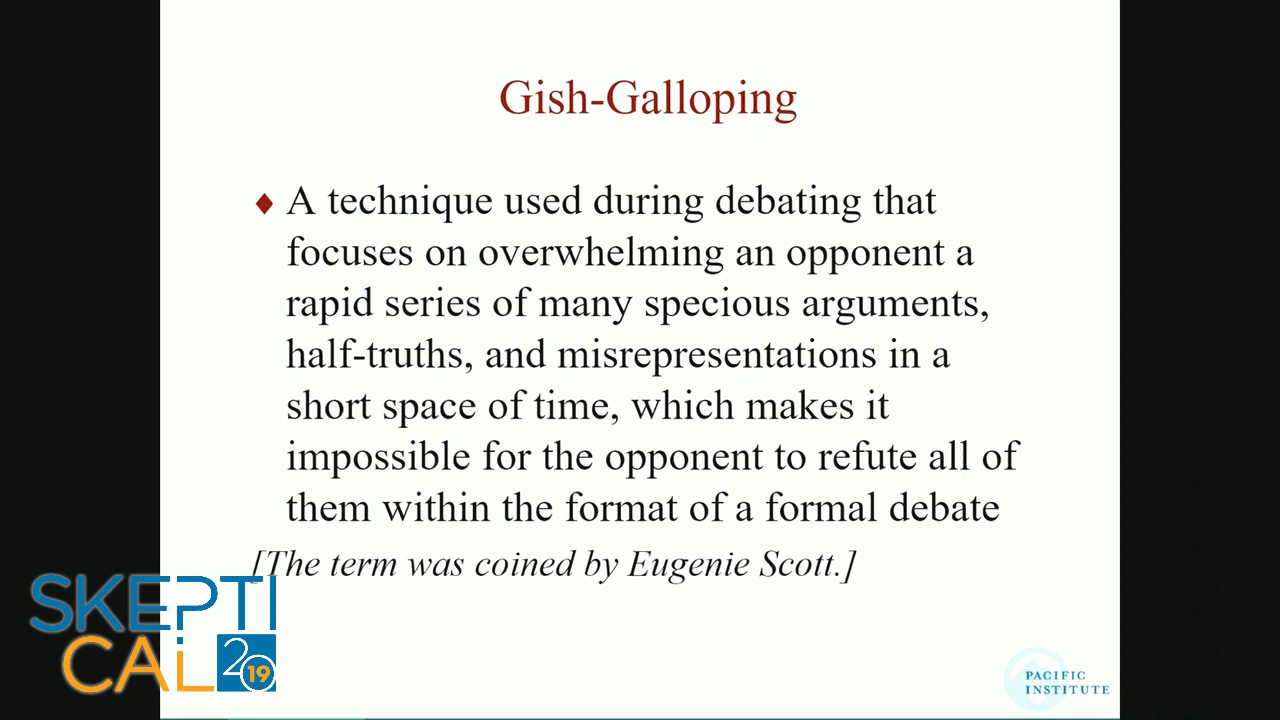 Gish-Galloping
♦ A technique used during debating that
focuses on overwhelming an opponent a
rapid series of many specious arguments,
half-truths, and misrepresentations in a
short space of time, which makes it
impossible for the opponent to refute all of
them within the format of a formal debate
[The term was coined by Eugenie Scott.]
SKEPTI
CAL 2019
PACIFIC
INSTITUTE